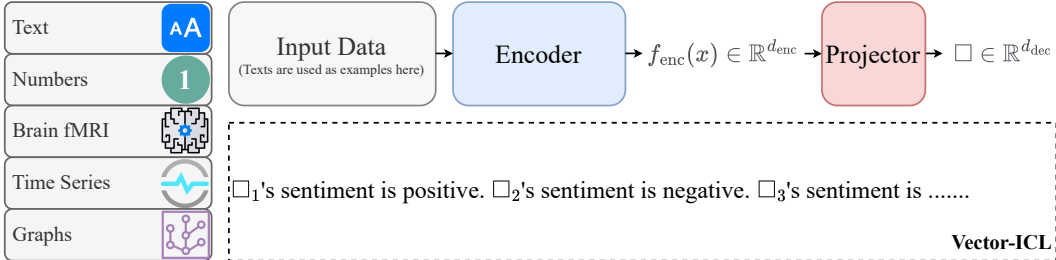 Text
AA
Numbers
1
Brain fMRI
Time Series
Graphs
Input Data
(Texts are used as examples here)
Encoder
f_enc(x) ∈ ℝ^{d_enc}
Projector
□ ∈ ℝ^{d_dec}
□₁'s sentiment is positive. □₂'s sentiment is negative. □₃'s sentiment is .......
Vector-ICL